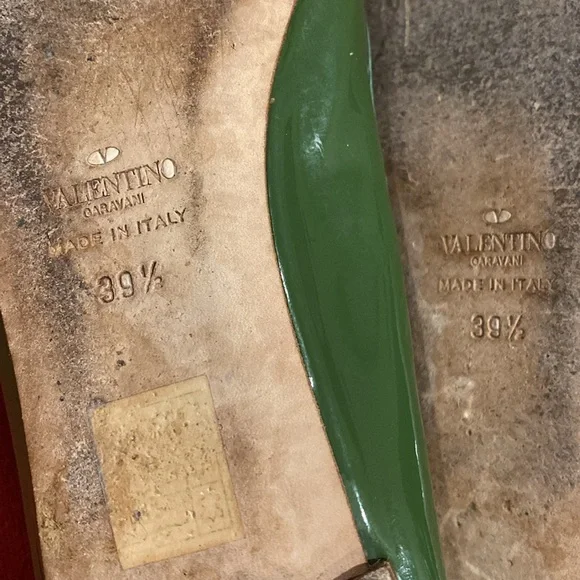 VALENTINO
GARAVANI
MADE IN ITALY
39½
VALENTINO
GARAVANI
MADE IN ITALY
39½